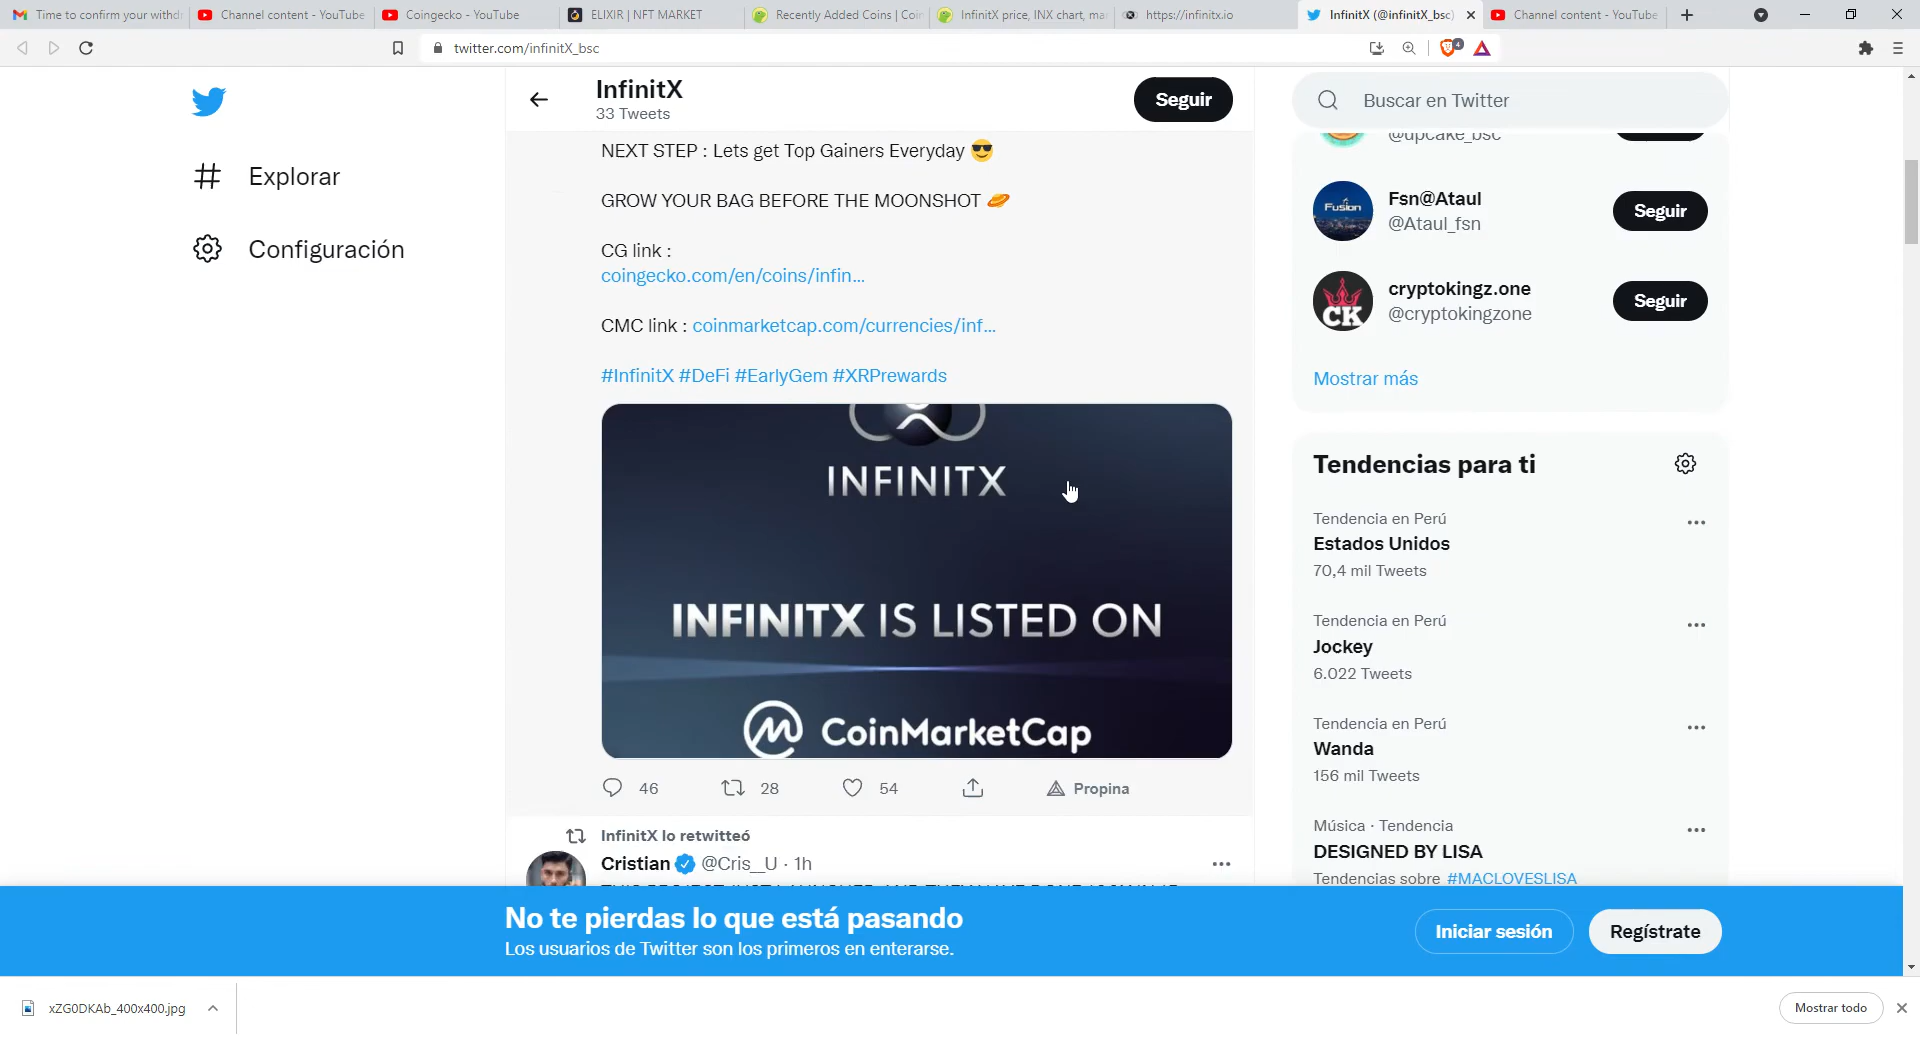 Time to confirm your withd
Channel content - YouTube
Coingecko - YouTube
ELIXIR | NFT MARKET
Recently Added Coins | Coin
InfinitX price, INX chart, mar
https://infinitx.io
InfinitX (@infinitX_bsc)
Channel content - YouTube
twitter.com/infinitX_bsc
4
InfinitX
33 Tweets
Seguir
Buscar en Twitter
Explorar
Configuración
NEXT STEP : Lets get Top Gainers Everyday 😎
GROW YOUR BAG BEFORE THE MOONSHOT 🪐
CG link :
coingecko.com/en/coins/infin...
CMC link : coinmarketcap.com/currencies/inf...
#InfinitX #DeFi #EarlyGem #XRPrewards
INFINITX
INFINITX IS LISTED ON
CoinMarketCap
46
28
54
Propina
InfinitX lo retwitteó
Cristian @Cris__U · 1h
@upcake_bsc
Fusion
Fsn@Ataul
@Ataul_fsn
Seguir
CK
cryptokingz.one
@cryptokingzone
Seguir
Mostrar más
Tendencias para ti
Tendencia en Perú
Estados Unidos
70,4 mil Tweets
Tendencia en Perú
Jockey
6.022 Tweets
Tendencia en Perú
Wanda
156 mil Tweets
Música · Tendencia
DESIGNED BY LISA
Tendencias sobre #MACLOVESLISA
No te pierdas lo que está pasando
Los usuarios de Twitter son los primeros en enterarse.
Iniciar sesión
Regístrate
xZG0DKAb_400x400.jpg
Mostrar todo